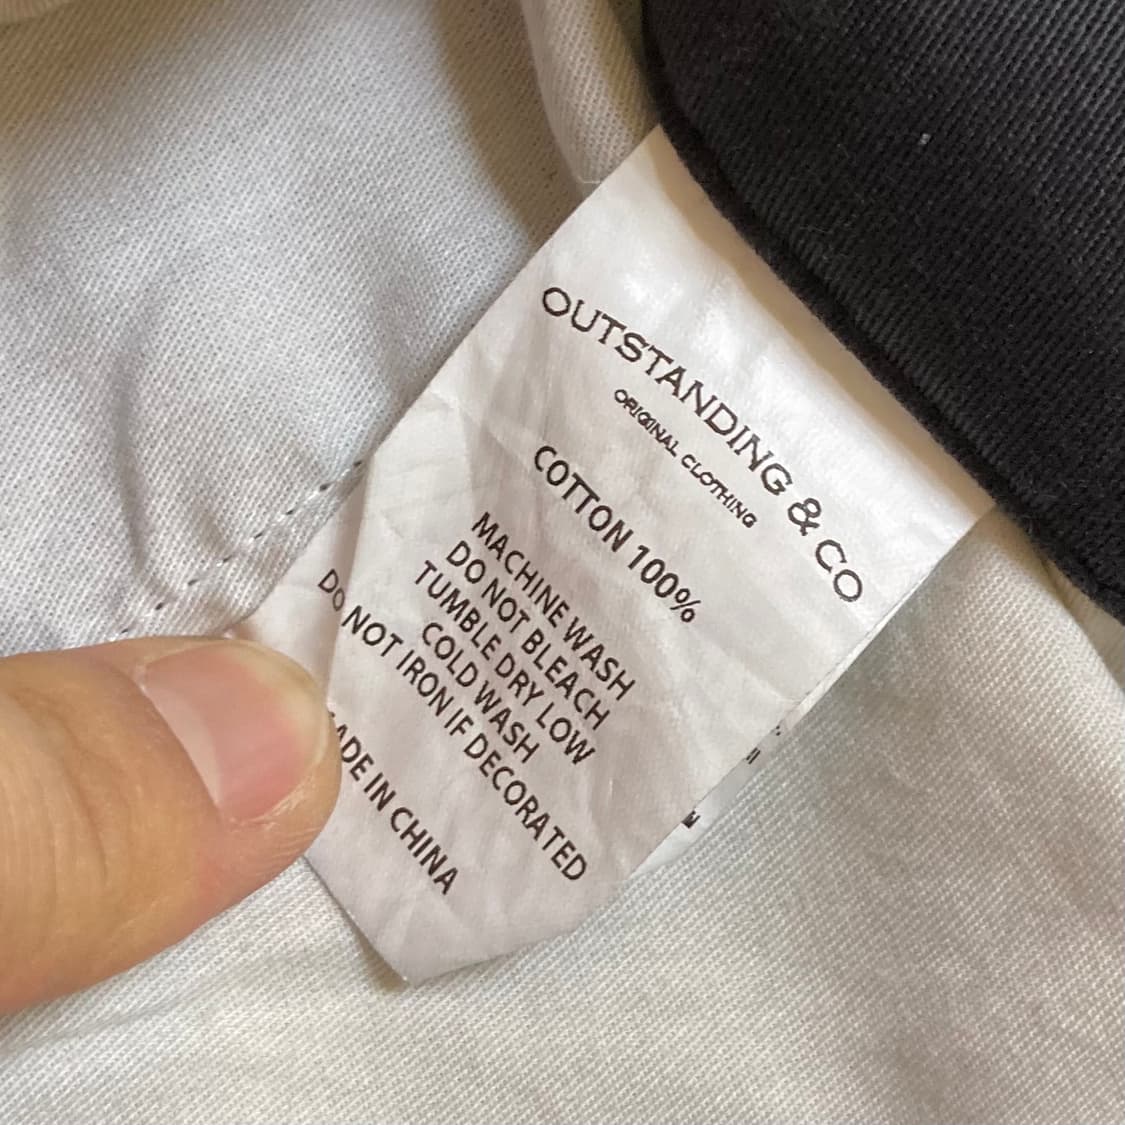 OUTSTANDING & CO
ORIGINAL CLOTHING
COTTON 100%
MACHINE WASH
DO NOT BLEACH
TUMBLE DRY LOW
COLD WASH
DO NOT IRON IF DECORATED
MADE IN CHINA